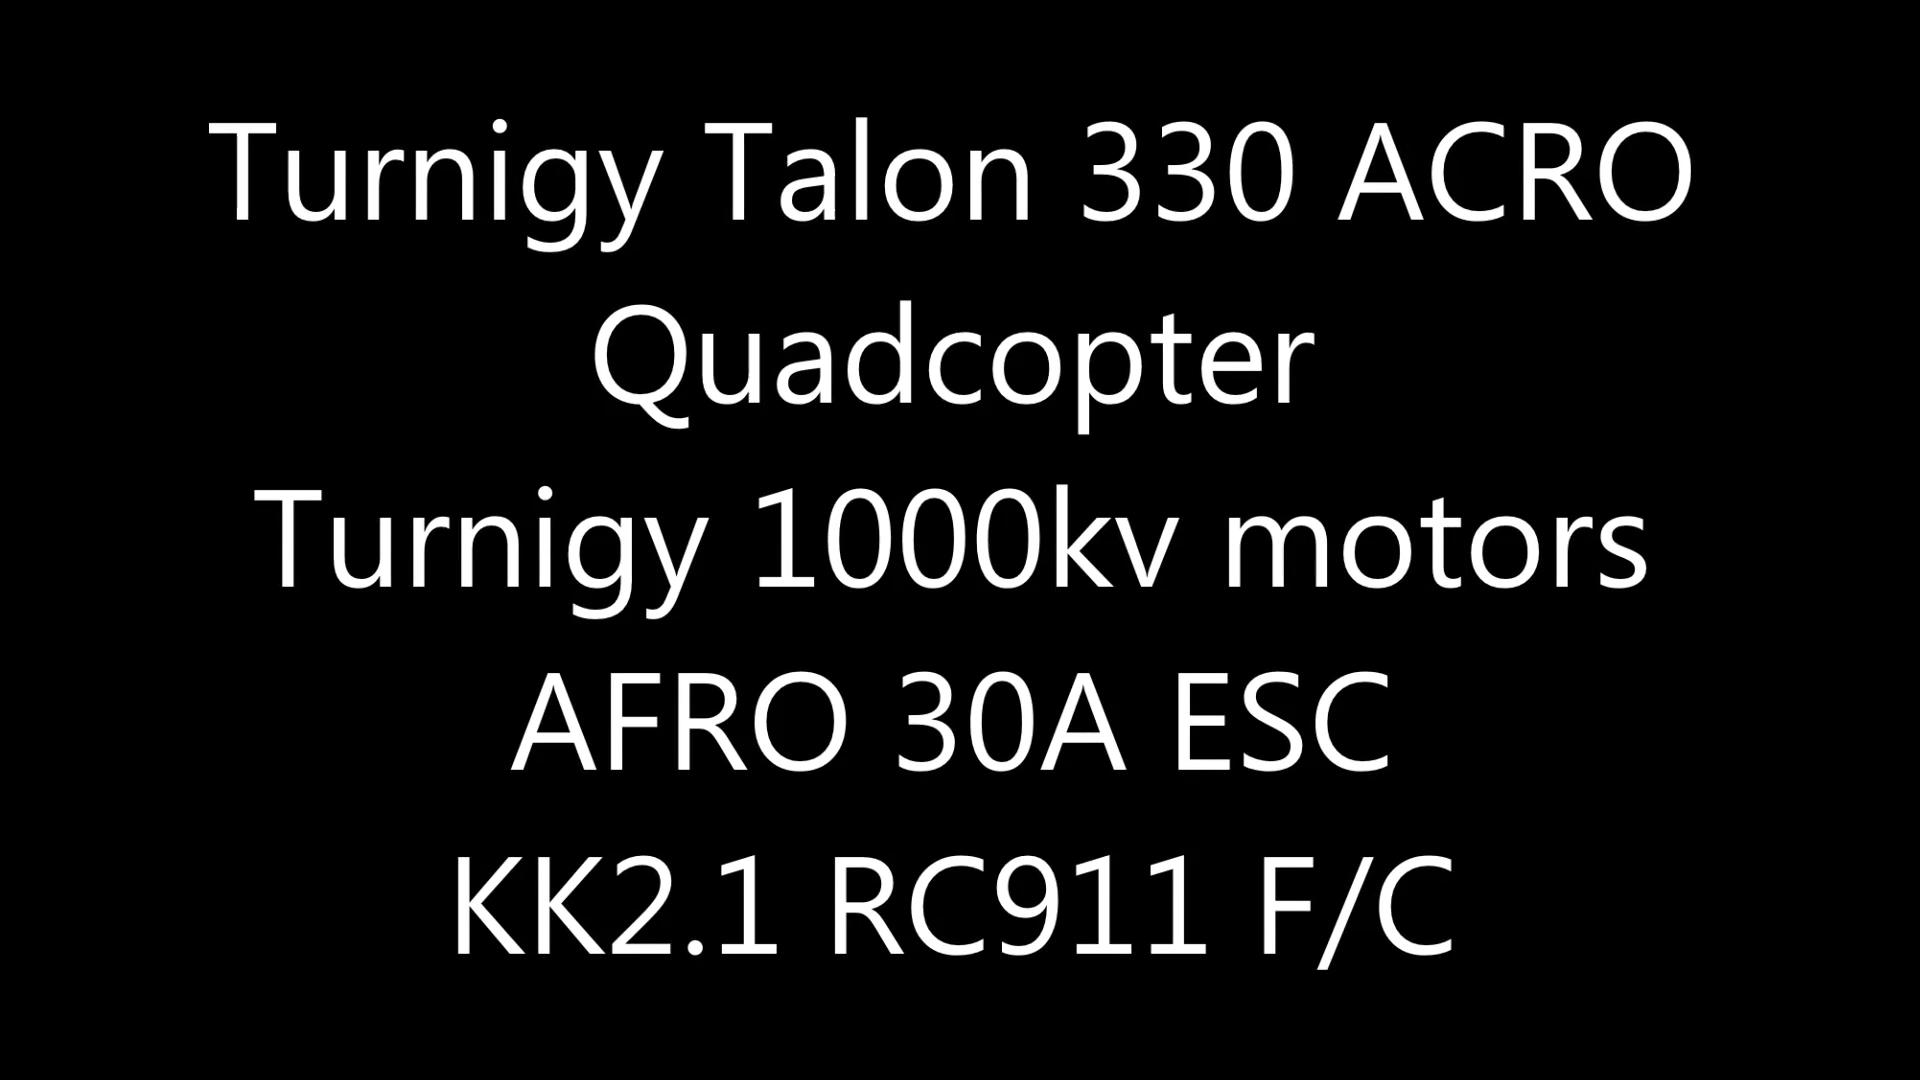 Turnigy Talon 330 ACRO
Quadcopter
Turnigy 1000kv motors
AFRO 30A ESC
KK2.1 RC911 F/C